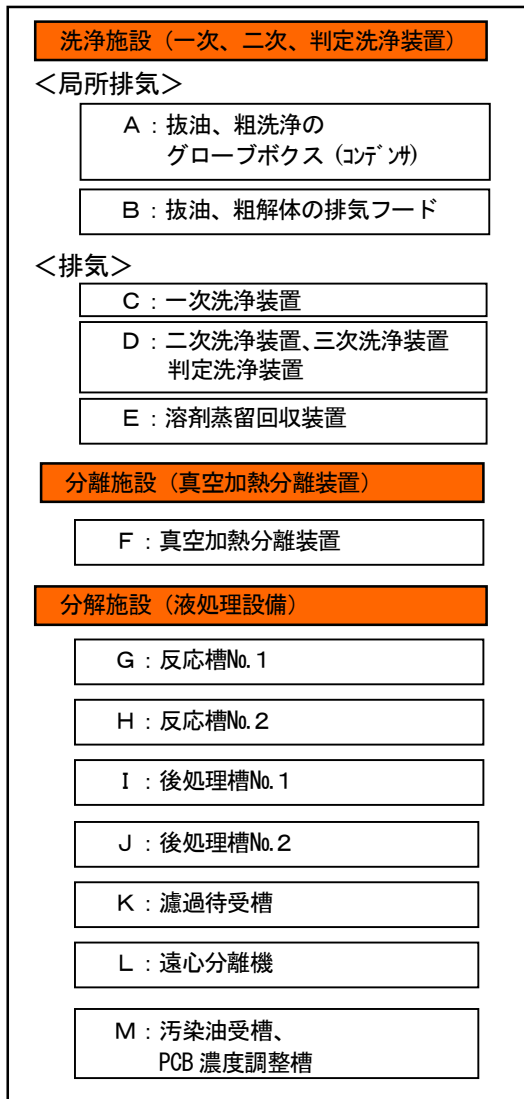 洗浄施設（一次、二次、判定洗浄装置）
＜局所排気＞
Ａ：抜油、粗洗浄の
グローブボクス（ｺﾝﾃﾞﾝｻ）
Ｂ：抜油、粗解体の排気フード
＜排気＞
Ｃ：一次洗浄装置
Ｄ：二次洗浄装置、三次洗浄装置
判定洗浄装置
Ｅ：溶剤蒸留回収装置
分離施設（真空加熱分離装置）
Ｆ：真空加熱分離装置
分解施設（液処理設備）
Ｇ：反応槽№1
Ｈ：反応槽№2
Ｉ：後処理槽№1
Ｊ：後処理槽№2
Ｋ：濾過待受槽
Ｌ：遠心分離機
Ｍ：汚染油受槽、
PCB 濃度調整槽